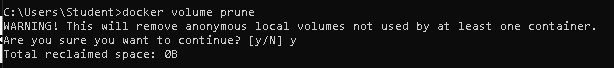 C:\Users\Student>docker volume prune
WARNING! This will remove anonymous local volumes not used by at least one container.
Are you sure you want to continue? [y/N] y
Total reclaimed space: 0B